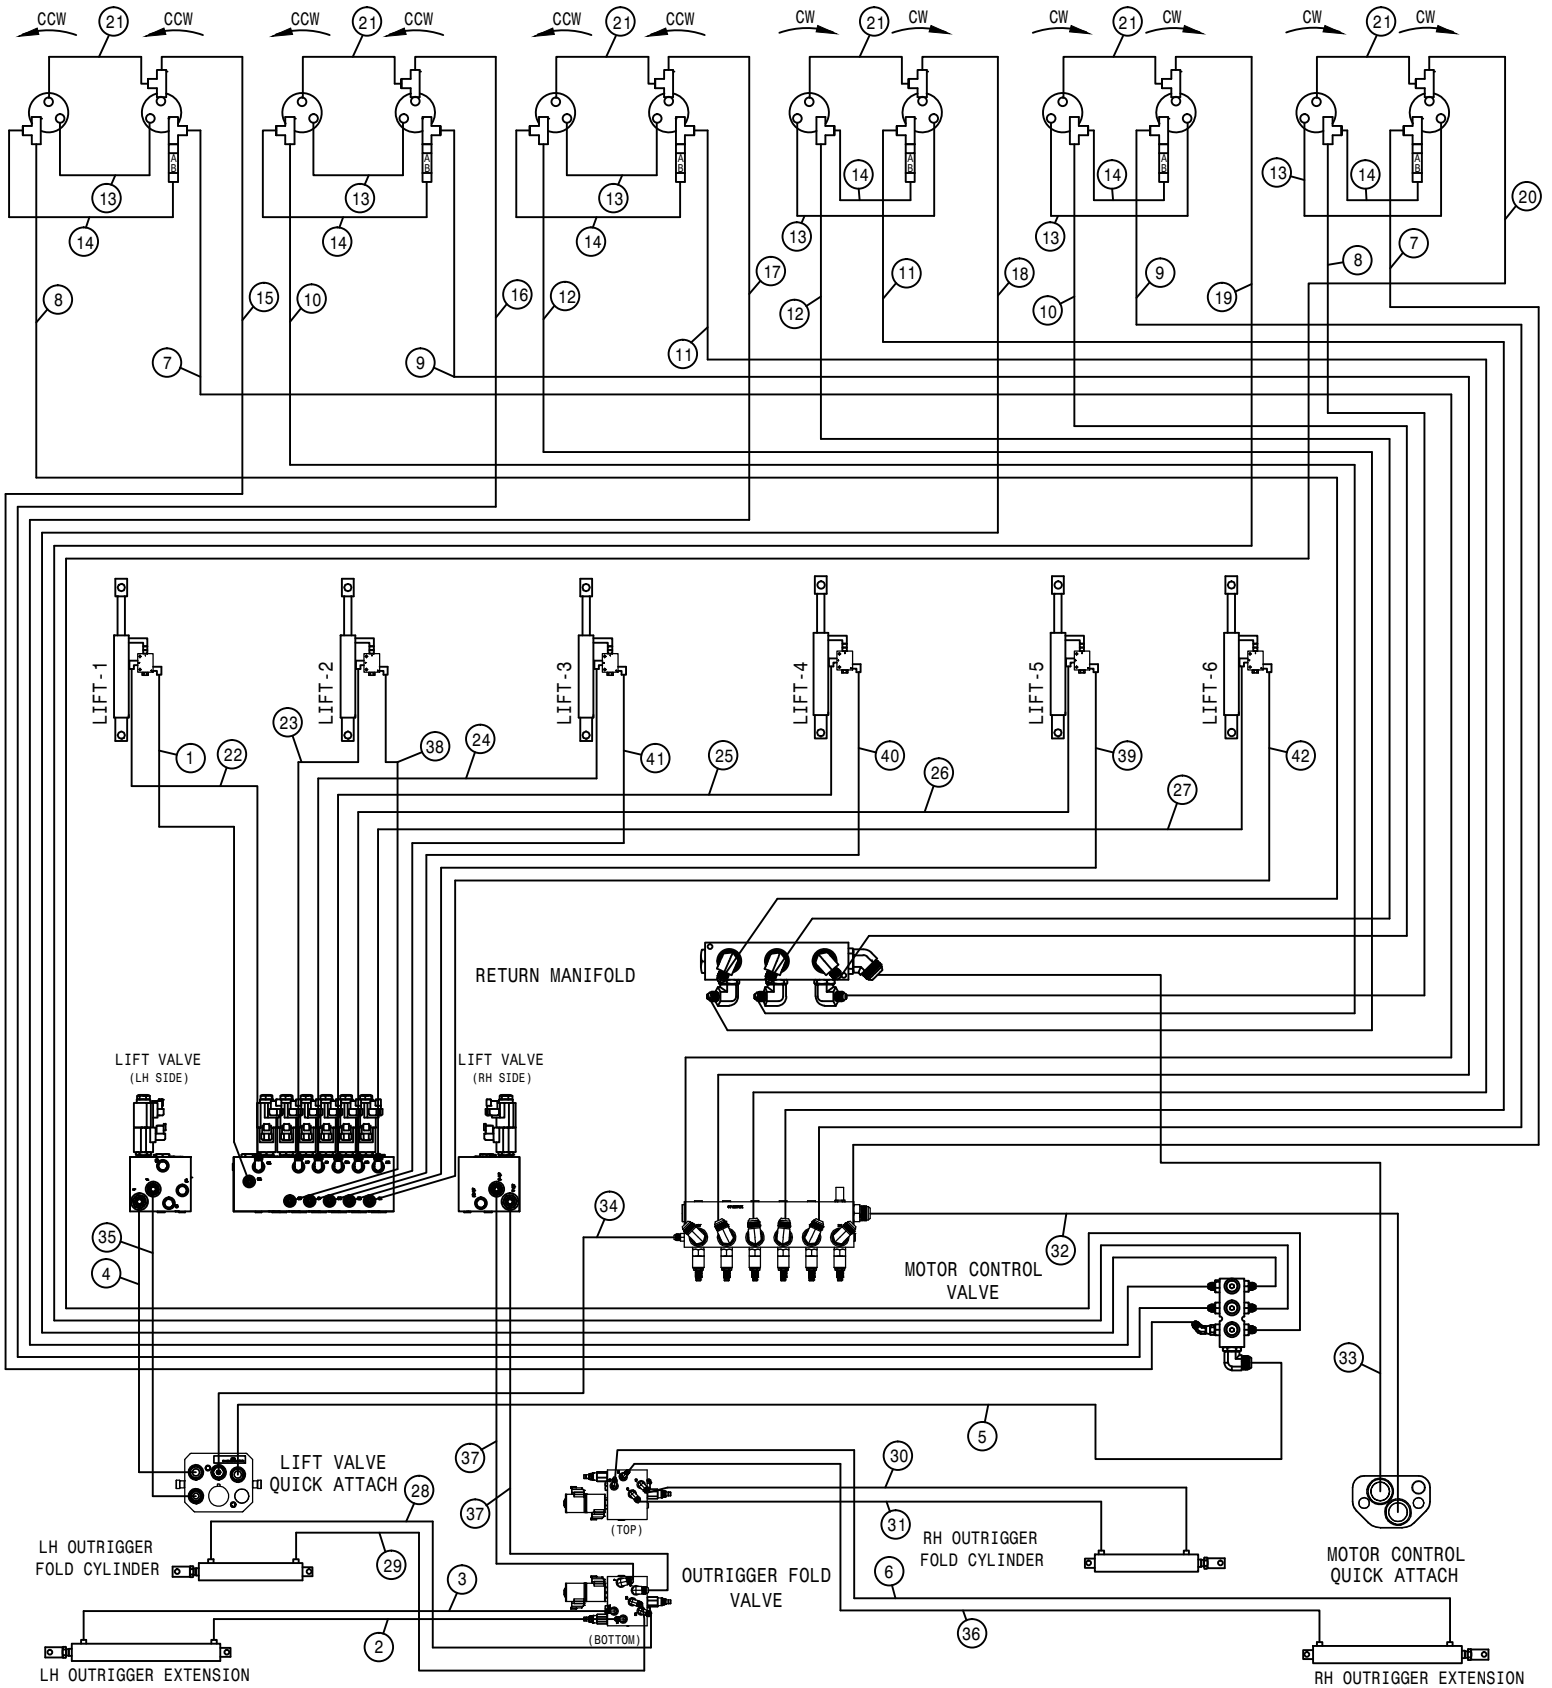 CCW 21 CCW CCW 21 CCW CCW 21 CCW CW 21 CW CW 21 CW CW 21 CW
A B A B A B A B A B A B
13 13 13 14 14 13 14 20
14 14 14 13 13 8 7
8 15 10 16 12 17 12 11 18 10 9 19
7 9 11
LIFT-1
LIFT-2
LIFT-3
LIFT-4
LIFT-5
LIFT-6
1 22 23 38 24 41 25 40 26 39 27 42
RETURN MANIFOLD
LIFT VALVE
(LH SIDE)
LIFT VALVE
(RH SIDE)
35
4
34
32
MOTOR CONTROL
VALVE
33
5
37
37
LIFT VALVE
QUICK ATTACH
28
29
30
31
(TOP)
LH OUTRIGGER
FOLD CYLINDER
RH OUTRIGGER
FOLD CYLINDER
MOTOR CONTROL
QUICK ATTACH
OUTRIGGER FOLD
VALVE
3
2
6
36
(BOTTOM)
LH OUTRIGGER EXTENSION
RH OUTRIGGER EXTENSION